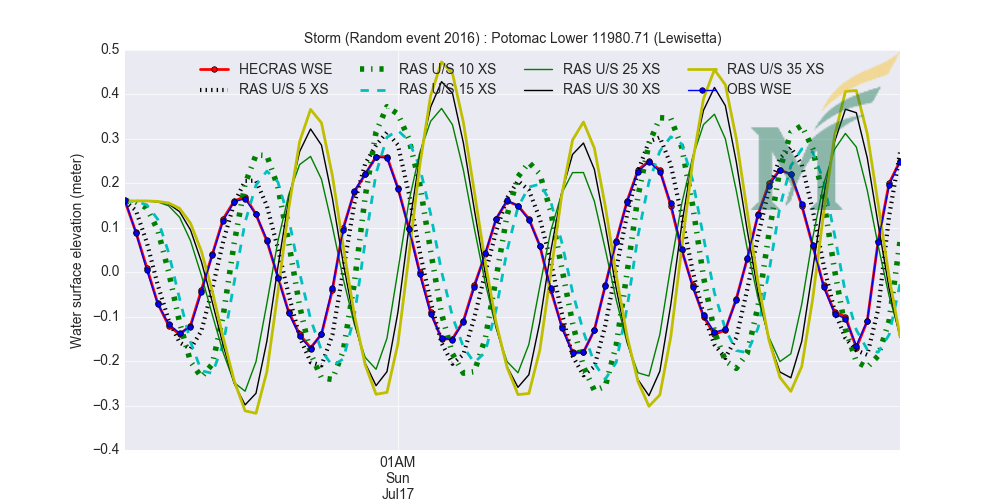 Storm (Random event 2016) : Potomac Lower 11980.71 (Lewisetta)
HECRAS WSE RAS U/S 10 XS RAS U/S 25 XS RAS U/S 35 XS
RAS U/S 5 XS RAS U/S 15 XS RAS U/S 30 XS OBS WSE
Water surface elevation (meter)
0.5
0.4
0.3
0.2
0.1
0.0
−0.1
−0.2
−0.3
−0.4
01AM
Sun
Jul17
M